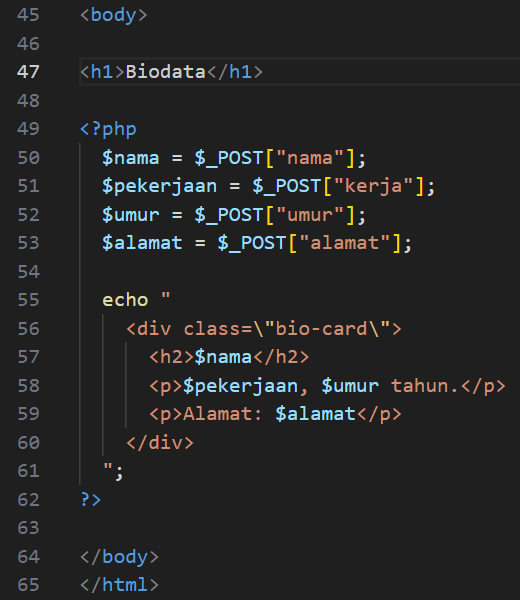 45 <body>
46
47 <h1>Biodata</h1>
48
49 <?php
50   $nama = $_POST["nama"];
51   $pekerjaan = $_POST["kerja"];
52   $umur = $_POST["umur"];
53   $alamat = $_POST["alamat"];
54
55   echo "
56     <div class=\"bio-card\">
57       <h2>$nama</h2>
58       <p>$pekerjaan, $umur tahun.</p>
59       <p>Alamat: $alamat</p>
60     </div>
61   ";
62 ?>
63
64 </body>
65 </html>